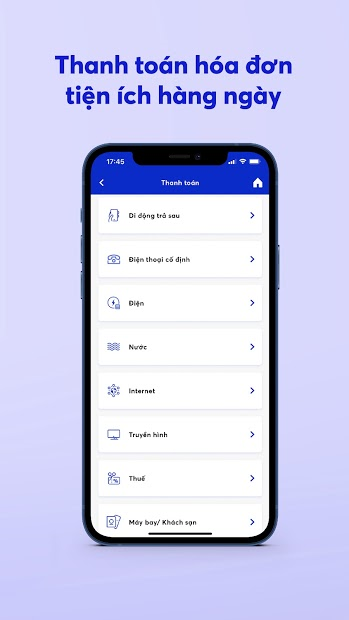 Thanh toán hóa đơn
tiện ích hàng ngày
17:45
Thanh toán
Di động trả sau
Điện thoại cố định
Điện
Nước
Internet
Truyền hình
Thuế
Máy bay/ Khách sạn